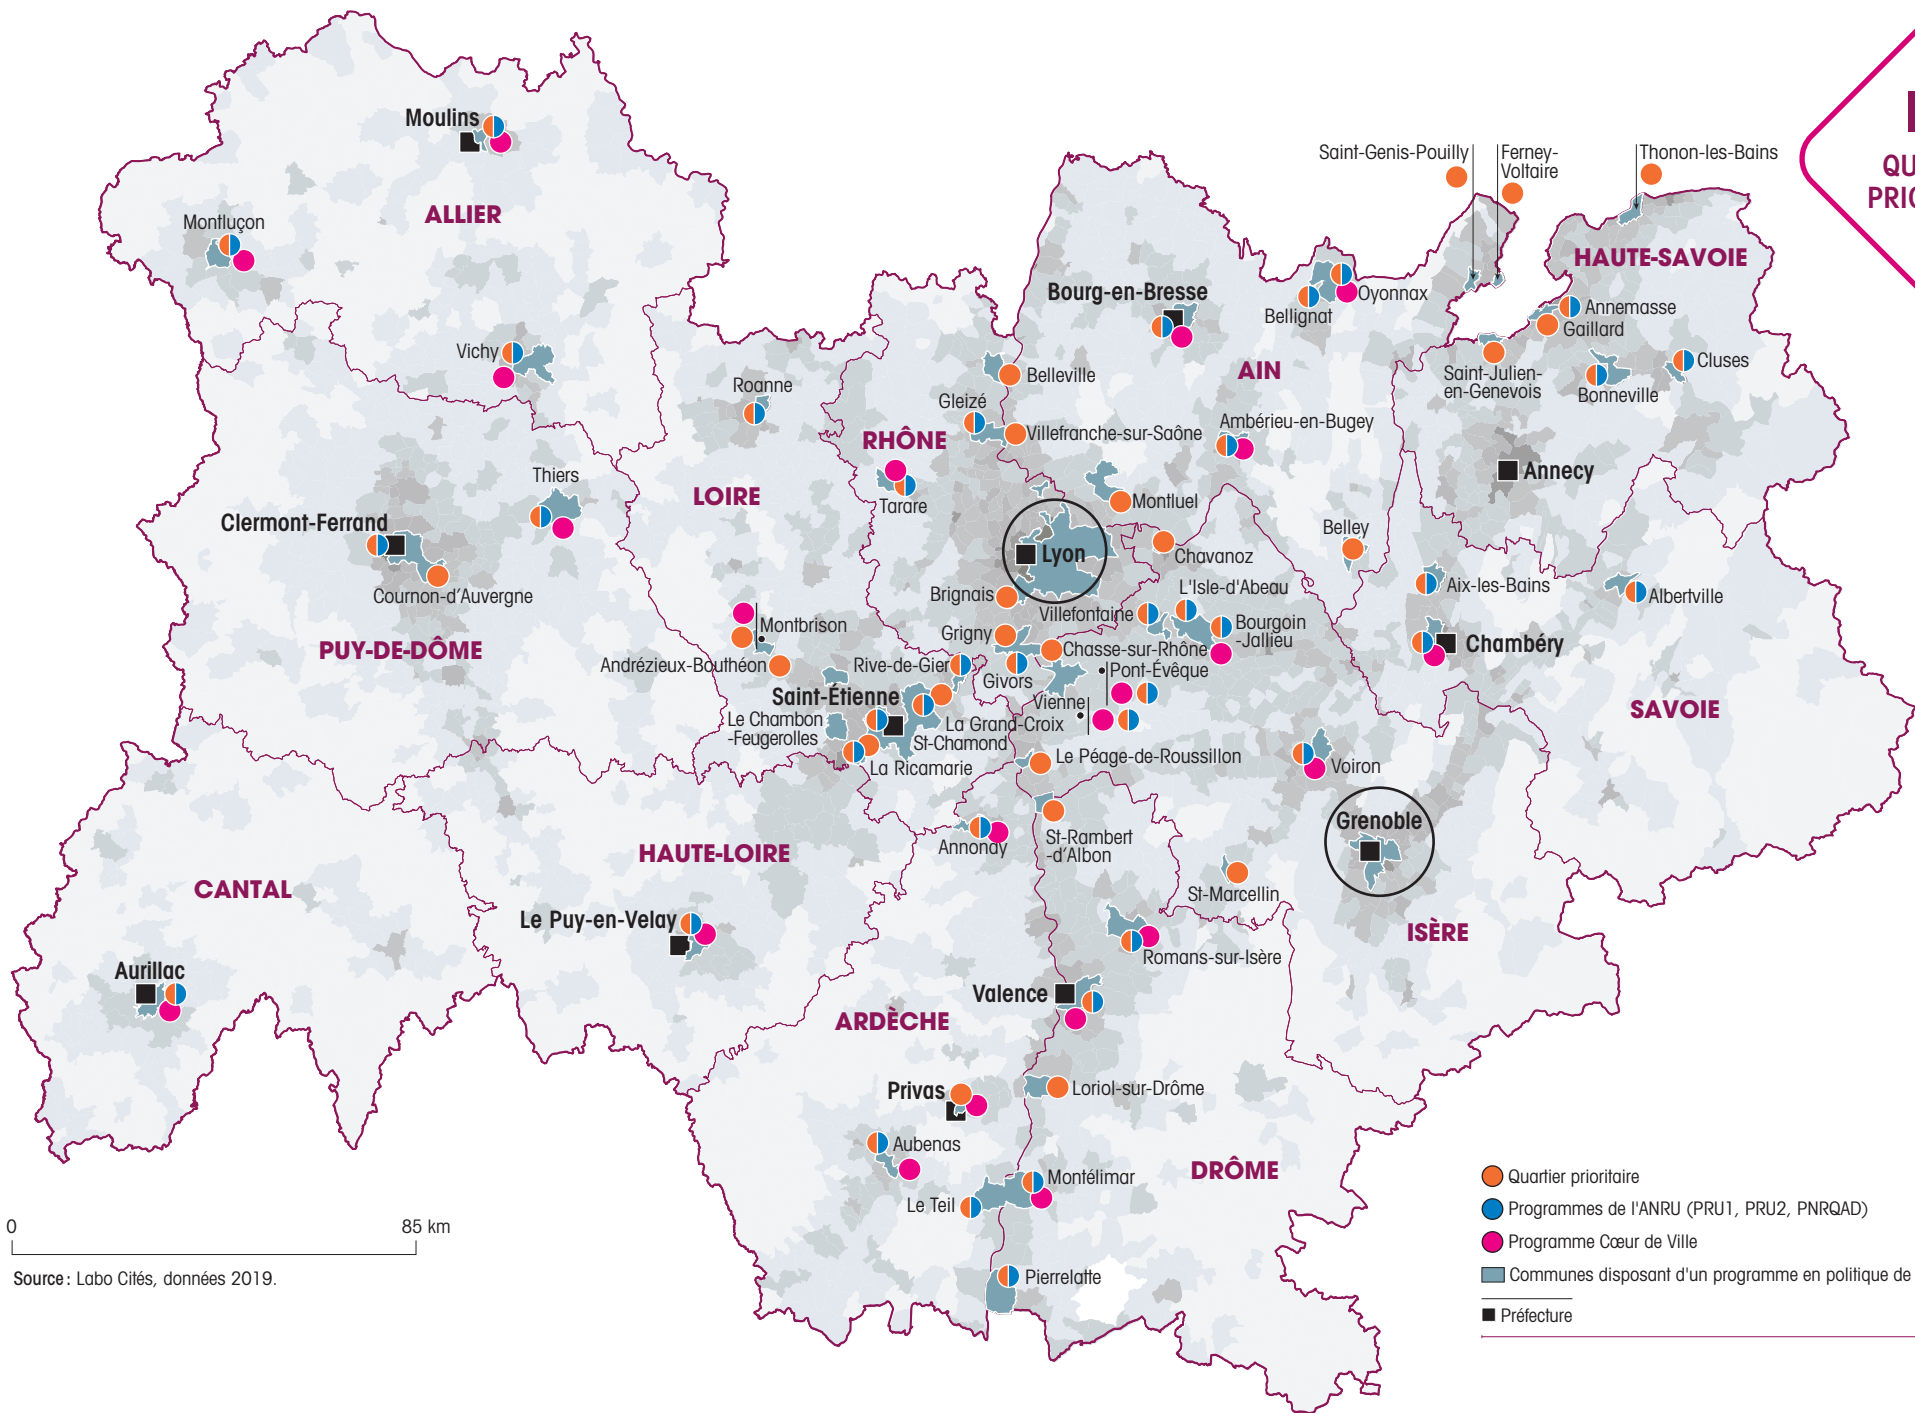 Moulins
ALLIER
Montluçon
Vichy
Saint-Genis-Pouilly
Ferney-
Voltaire
Thonon-les-Bains
HAUTE-SAVOIE
Bourg-en-Bresse
Bellignat
Oyonnax
Annemasse
Gaillard
Cluses
Saint-Julien-
en-Genevois
Bonneville
AIN
Belleville
Roanne
Gleizé
Villefranche-sur-Saône
RHÔNE
Ambérieu-en-Bugey
Annecy
Thiers
LOIRE
Tarare
Montluel
Clermont-Ferrand
Cournon-d'Auvergne
PUY-DE-DÔME
Lyon
Chavanoz
Belley
Aix-les-Bains
Albertville
Brignais
Villefontaine
L'Isle-d'Abeau
Bourgoin
-Jallieu
Montbrison
Andrézieux-Bouthéon
Grigny
Chasse-sur-Rhône
Chambéry
Rive-de-Gier
Givors
Pont-Évêque
Saint-Étienne
Vienne
SAVOIE
Le Chambon
-Feugerolles
La Grand-Croix
St-Chamond
La Ricamarie
Le Péage-de-Roussillon
Voiron
Grenoble
Annonay
St-Rambert
-d'Albon
HAUTE-LOIRE
CANTAL
St-Marcellin
ISÈRE
Le Puy-en-Velay
Romans-sur-Isère
Aurillac
Valence
ARDÈCHE
Privas
Loriol-sur-Drôme
Aubenas
Montélimar
Le Teil
DRÔME
Pierrelatte
0 85 km
Source : Labo Cités, données 2019.
Quartier prioritaire
Programmes de l'ANRU (PRU1, PRU2, PNRQAD)
Programme Cœur de Ville
Communes disposant d'un programme en politique de
Préfecture
QU
PRIO